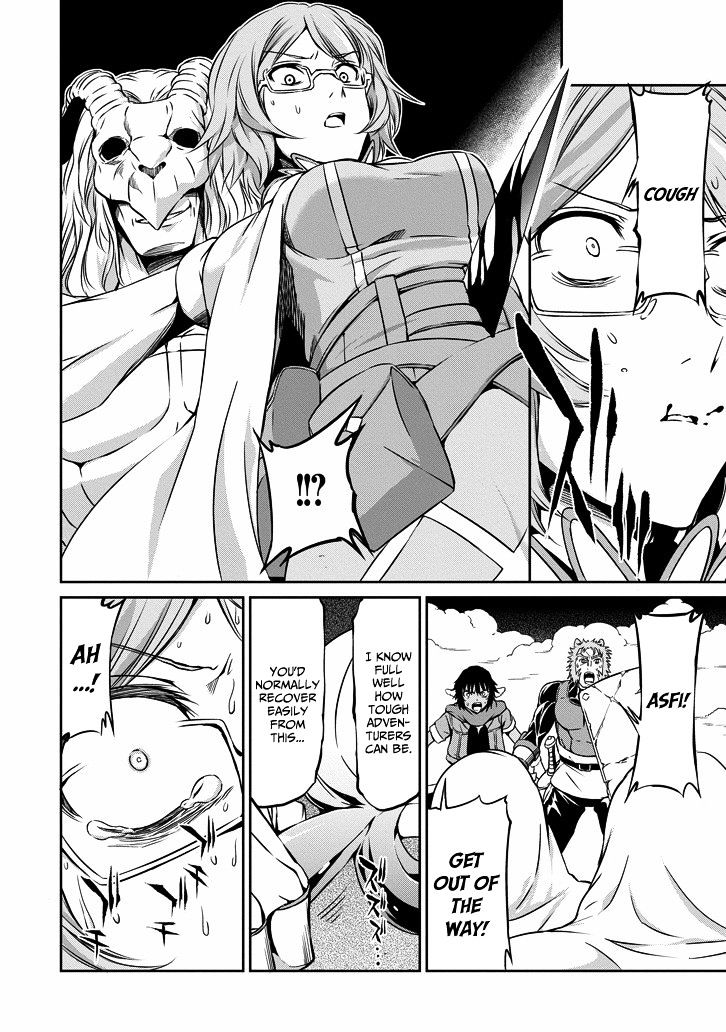 COUGH
!!!?
ASFI!
GET
OUT OF
THE
WAY!
I KNOW
FULL
WELL
HOW
TOUGH
ADVEN-
TURERS
CAN BE.
YOU'D
NORMALLY
RECOVER
EASILY
FROM
THIS...
AH
...!